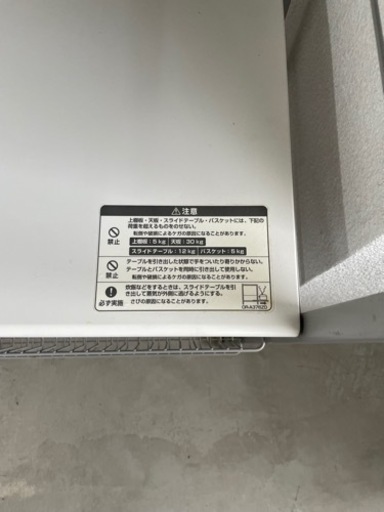 ⚠注意
上棚板・天板・スライドテーブル・バスケットには、下記の
荷重を超えるものをのせない。
転倒や破損によるケガの原因になることがあります。
上棚板:5kg 天板:30kg
スライドテーブル:12kg バスケット:5kg
禁止
テーブルを引き出した状態で手をついたり寄りかからない。
テーブルとバスケットを同時に引き出して使用しない。
転倒や破損によるケガの原因になることがあります。
禁止
炊飯などをするときは、スライドテーブルを引
き出して蒸気が外側に逃げるようにする。
さびの原因になることがあります。
必ず実施